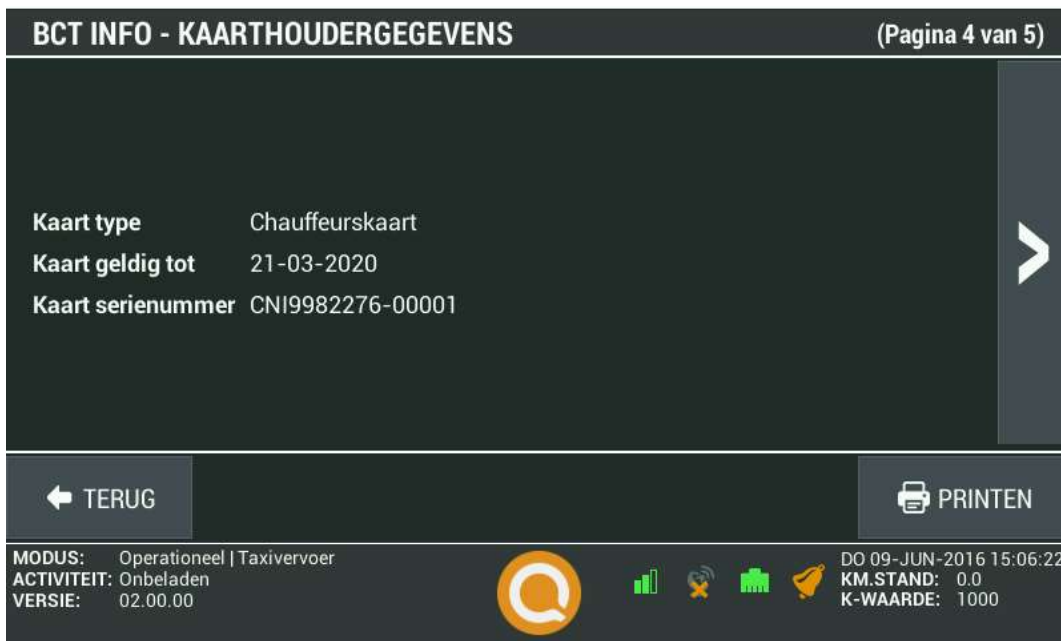 BCT INFO - KAARTHOUDERGEGEVENS (Pagina 4 van 5)
Kaart type Chauffeurskaart
Kaart geldig tot 21-03-2020
Kaart serienummer CNI9982276-00001
TERUG
PRINTEN
MODUS: Operationeel | Taxivervoer
ACTIVITEIT: Onbeladen
VERSIE: 02.00.00
DO 09-JUN-2016 15:06:22
KM.STAND: 0.0
K-WAARDE: 1000